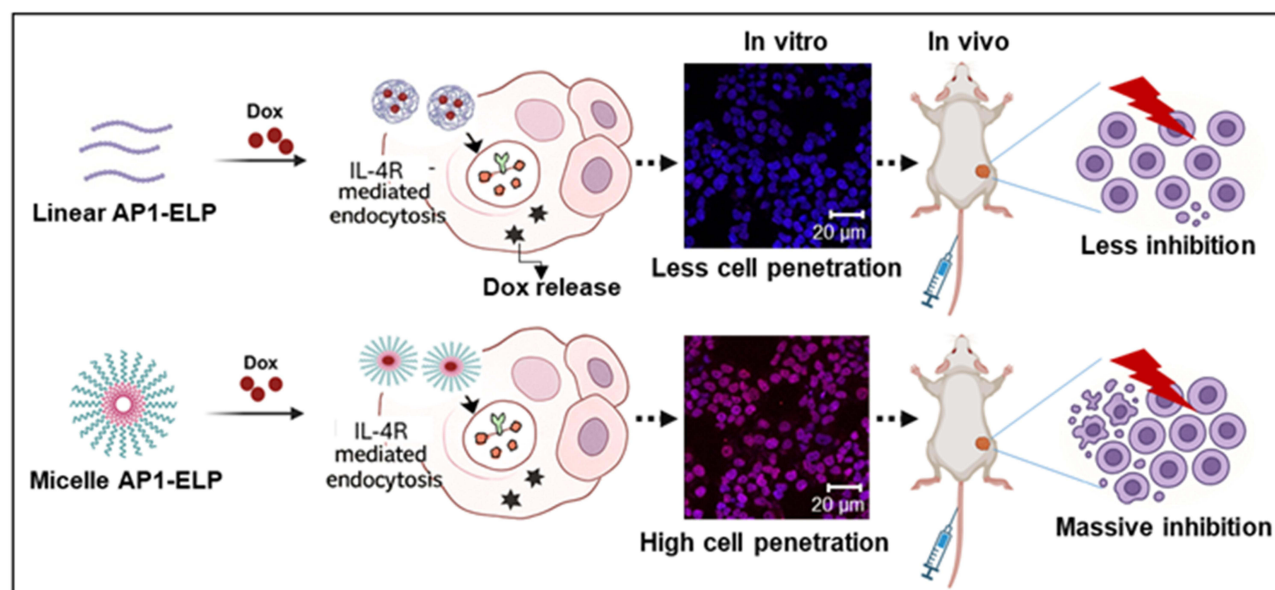 In vitro
In vivo
Dox
Linear AP1-ELP
IL-4R
mediated
endocytosis
Dox release
20 µm
Less cell penetration
Less inhibition
Dox
Micelle AP1-ELP
IL-4R
mediated
endocytosis
20 µm
High cell penetration
Massive inhibition